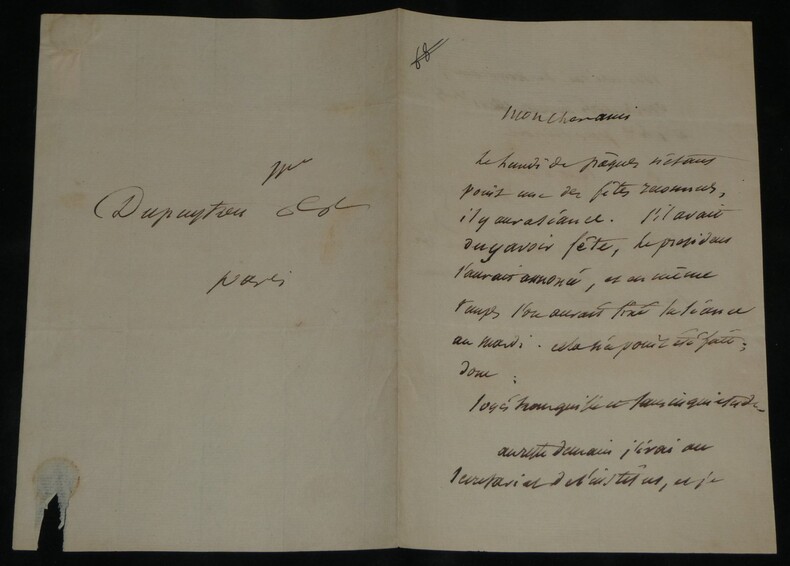 Mr
Dupuytren
paris
68
Mon cher ami
Le lundi de pâques n'étant
point une des fêtes reconnues,
il y aura séance. S'il avait
du y avoir fête, le président
l'aurait annoncé, et en même
temps l'on aurait fixé la séance
au mardi. cela n'a point été fait;
donc :
soyés tranquille et sans inquiétude
au reste demain j'irai au
secrétariat de l'institut, et je